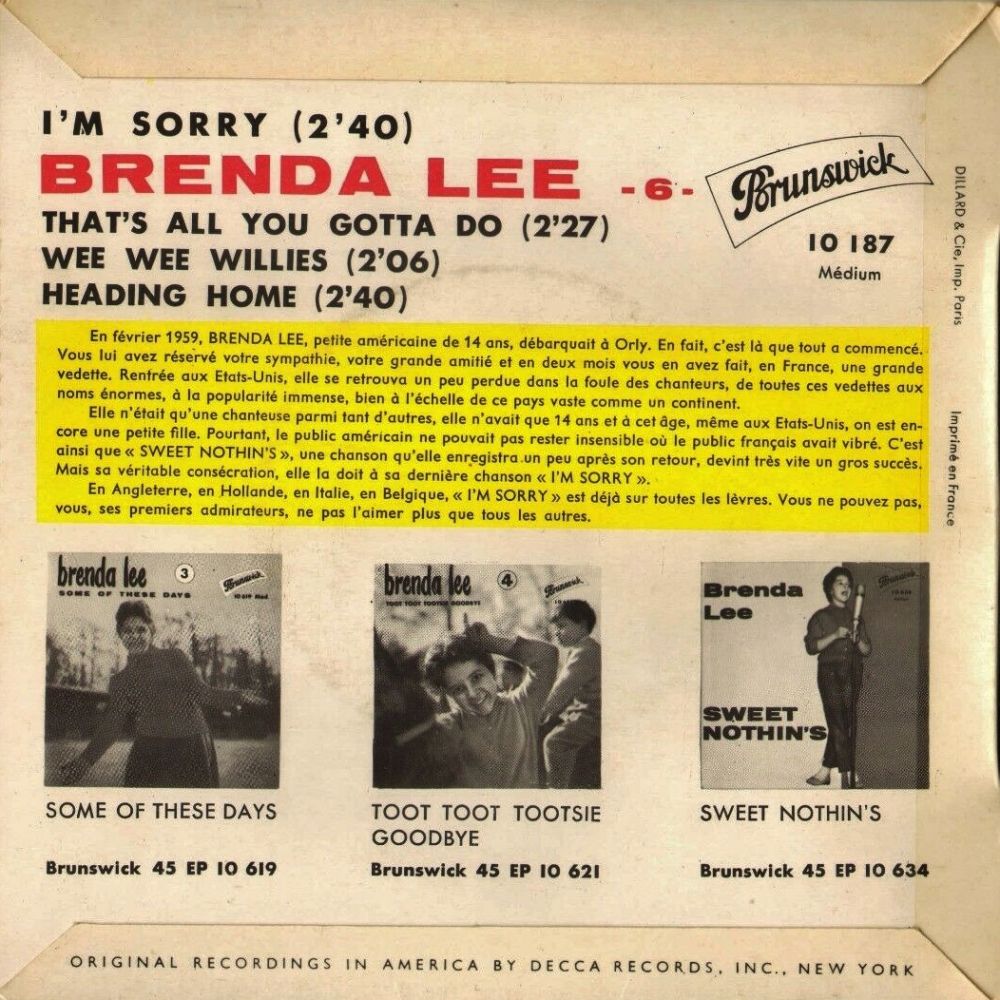 I'M SORRY (2'40)
BRENDA LEE -6-
THAT'S ALL YOU GOTTA DO (2'27)
WEE WEE WILLIES (2'06)
HEADING HOME (2'40)
Brunswick
10 187
Médium
En février 1959, BRENDA LEE, petite américaine de 14 ans, débarquait à Orly. En fait, c'est là que tout a commencé.
Vous lui avez réservé votre sympathie, votre grande amitié et en deux mois vous en avez fait, en France, une grande
vedette. Rentrée aux Etats-Unis, elle se retrouva un peu perdue dans la foule des chanteurs, de toutes ces vedettes aux
noms énormes, à la popularité immense, bien à l'échelle de ce pays vaste comme un continent.
Elle n'était qu'une chanteuse parmi tant d'autres, elle n'avait que 14 ans et à cet âge, même aux Etats-Unis, on est en-
core une petite fille. Pourtant, le public américain ne pouvait pas rester insensible où le public français avait vibré. C'est
ainsi que « SWEET NOTHIN'S », une chanson qu'elle enregistra un peu après son retour, devint très vite un gros succès.
Mais sa véritable consécration, elle la doit à sa dernière chanson « I'M SORRY ».
En Angleterre, en Hollande, en Italie, en Belgique, « I'M SORRY » est déjà sur toutes les lèvres. Vous ne pouvez pas,
vous, ses premiers admirateurs, ne pas l'aimer plus que tous les autres.
DILLARD & Cie, Imp. Paris
Imprimé en France
brenda lee 3
SOME OF THESE DAYS
Brunswick
10 619 Med.
brenda lee 4
TOOT TOOT TOOTSIE GOODBYE
Brunswick
Brenda
Lee
Brunswick
10 634
SWEET
NOTHIN'S
SOME OF THESE DAYS
Brunswick 45 EP 10 619
TOOT TOOT TOOTSIE
GOODBYE
Brunswick 45 EP 10 621
SWEET NOTHIN'S
Brunswick 45 EP 10 634
ORIGINAL RECORDINGS IN AMERICA BY DECCA RECORDS, INC., NEW YORK